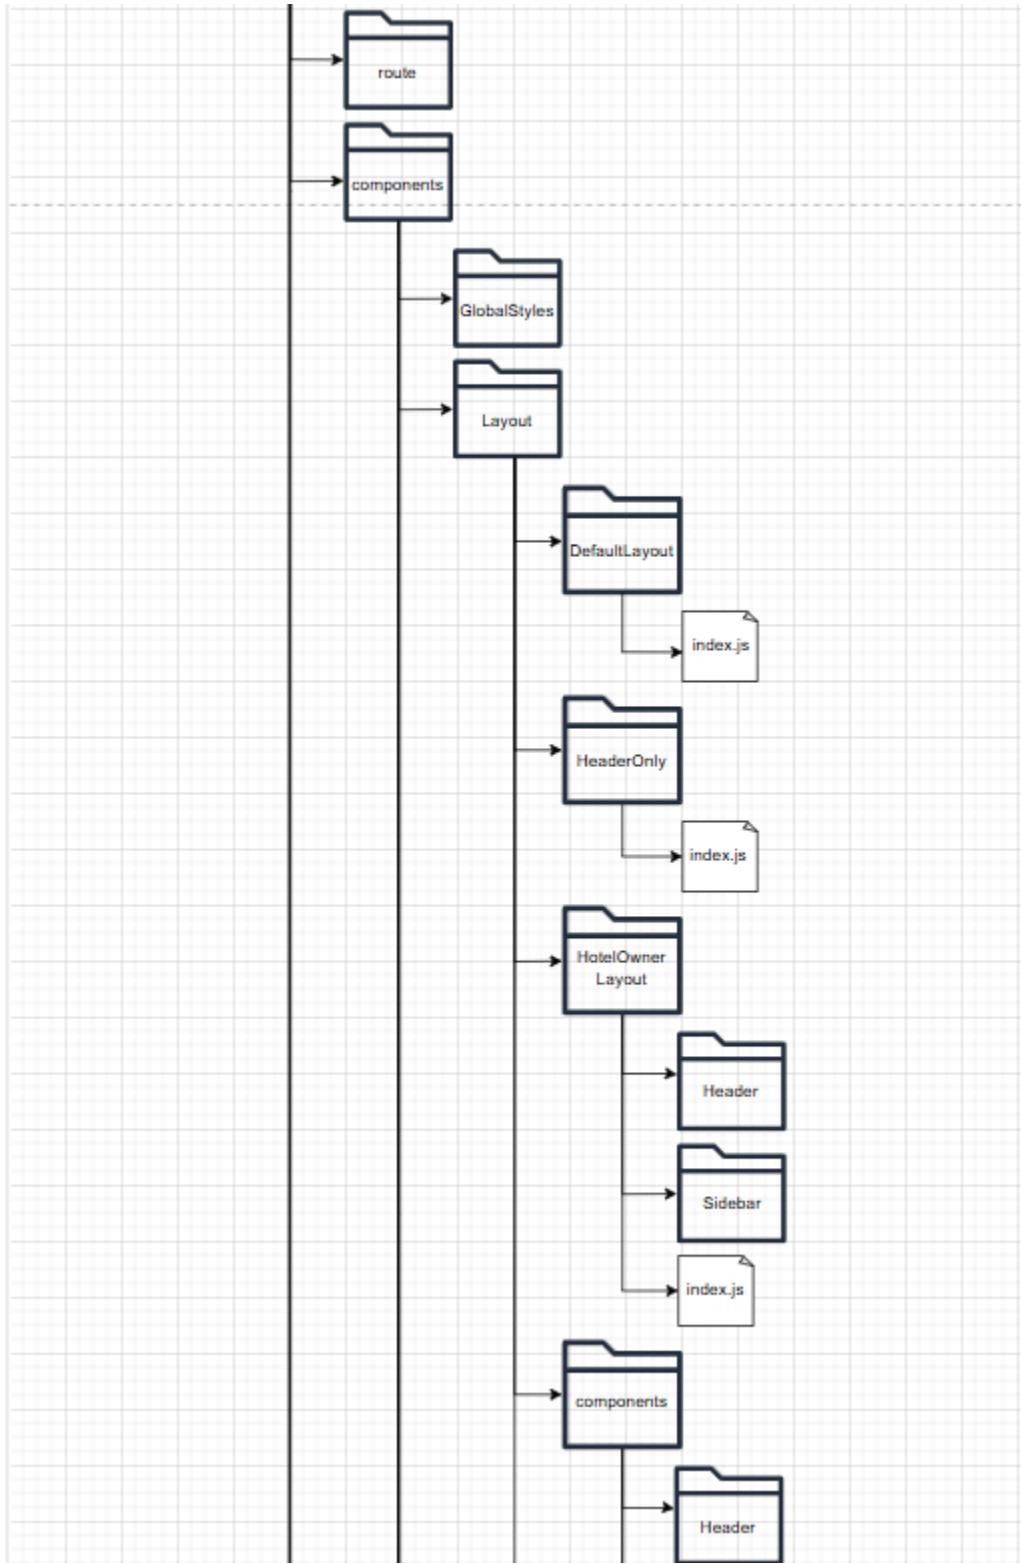 route
components
GlobalStyles
Layout
DefaultLayout
index.js
HeaderOnly
index.js
HotelOwner
Layout
Header
Sidebar
index.js
components
Header